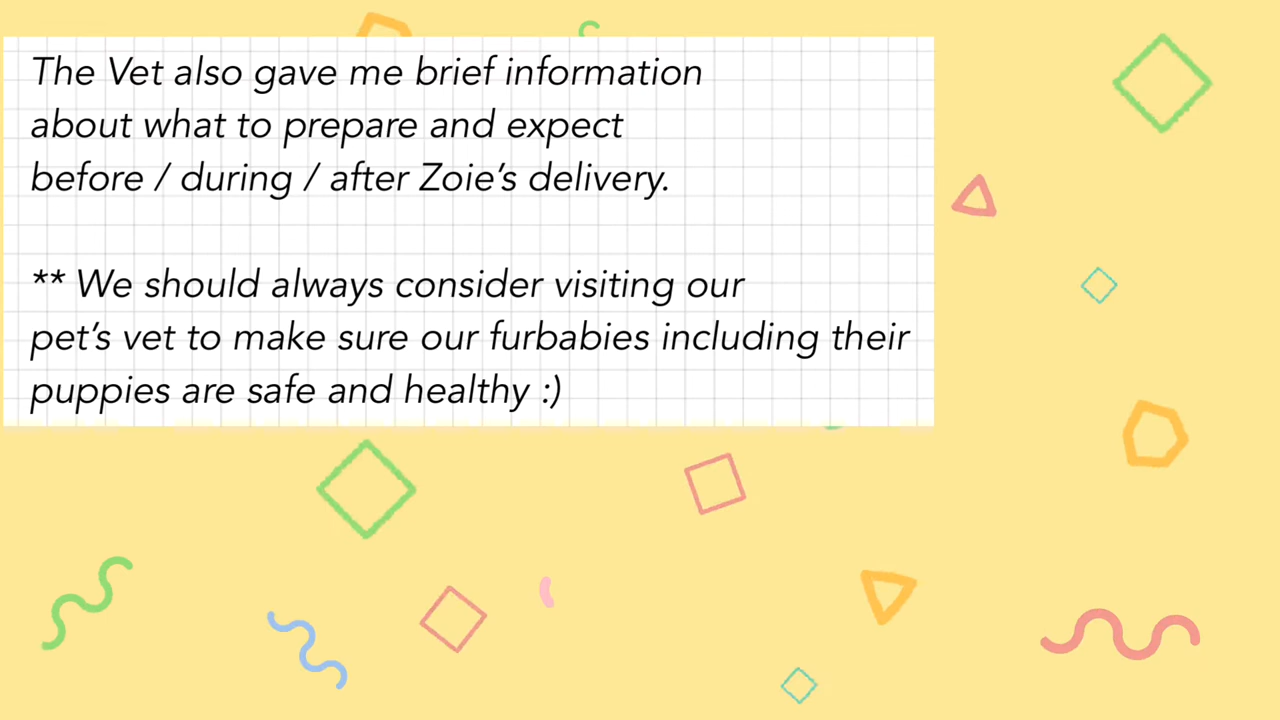 The Vet also gave me brief information
about what to prepare and expect
before / during / after Zoie’s delivery.
** We should always consider visiting our
pet’s vet to make sure our furbabies including their
puppies are safe and healthy :)